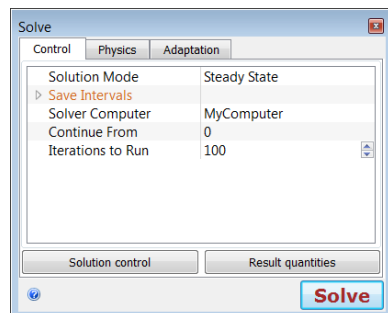 Solve
Control Physics Adaptation
Solution Mode Steady State
Save Intervals
Solver Computer MyComputer
Continue From 0
Iterations to Run 100
Solution control Result quantities
Solve